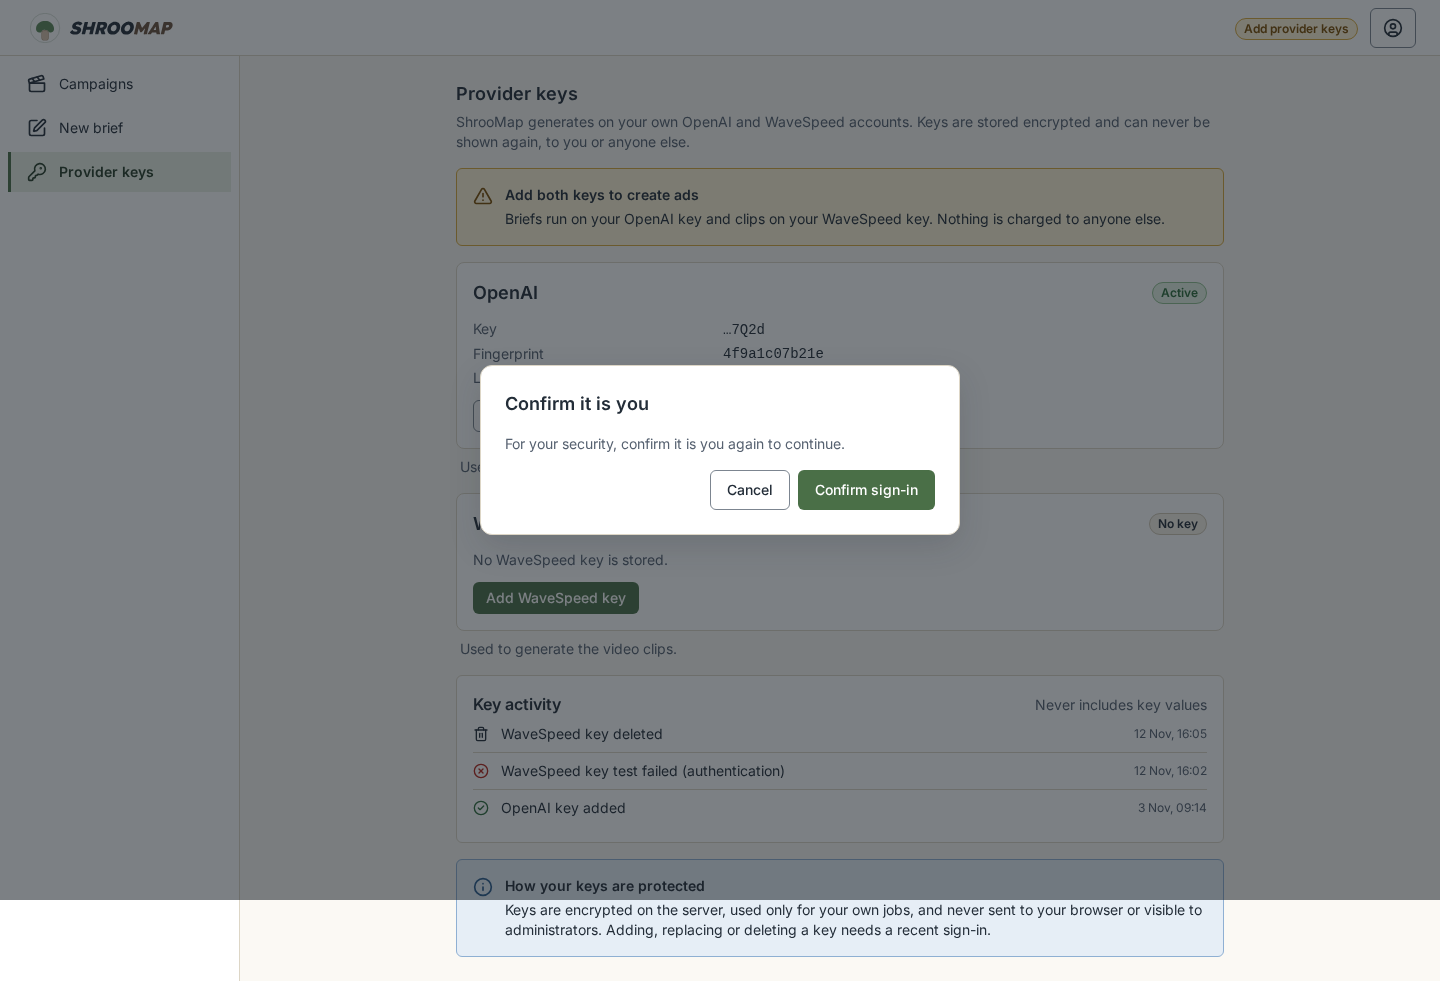 SHROOMAP
Add provider keys
Campaigns
New brief
Provider keys
Provider keys
ShrooMap generates on your own OpenAI and WaveSpeed accounts. Keys are stored encrypted and can never be
shown again, to you or anyone else.
Add both keys to create ads
Briefs run on your OpenAI key and clips on your WaveSpeed key. Nothing is charged to anyone else.
OpenAI
Active
Key …7Q2d
Fingerprint 4f9a1c07b21e
Confirm it is you
For your security, confirm it is you again to continue.
Cancel
Confirm sign-in
No key
No WaveSpeed key is stored.
Add WaveSpeed key
Used to generate the video clips.
Key activity
Never includes key values
WaveSpeed key deleted 12 Nov, 16:05
WaveSpeed key test failed (authentication) 12 Nov, 16:02
OpenAI key added 3 Nov, 09:14
How your keys are protected
Keys are encrypted on the server, used only for your own jobs, and never sent to your browser or visible to
administrators. Adding, replacing or deleting a key needs a recent sign-in.